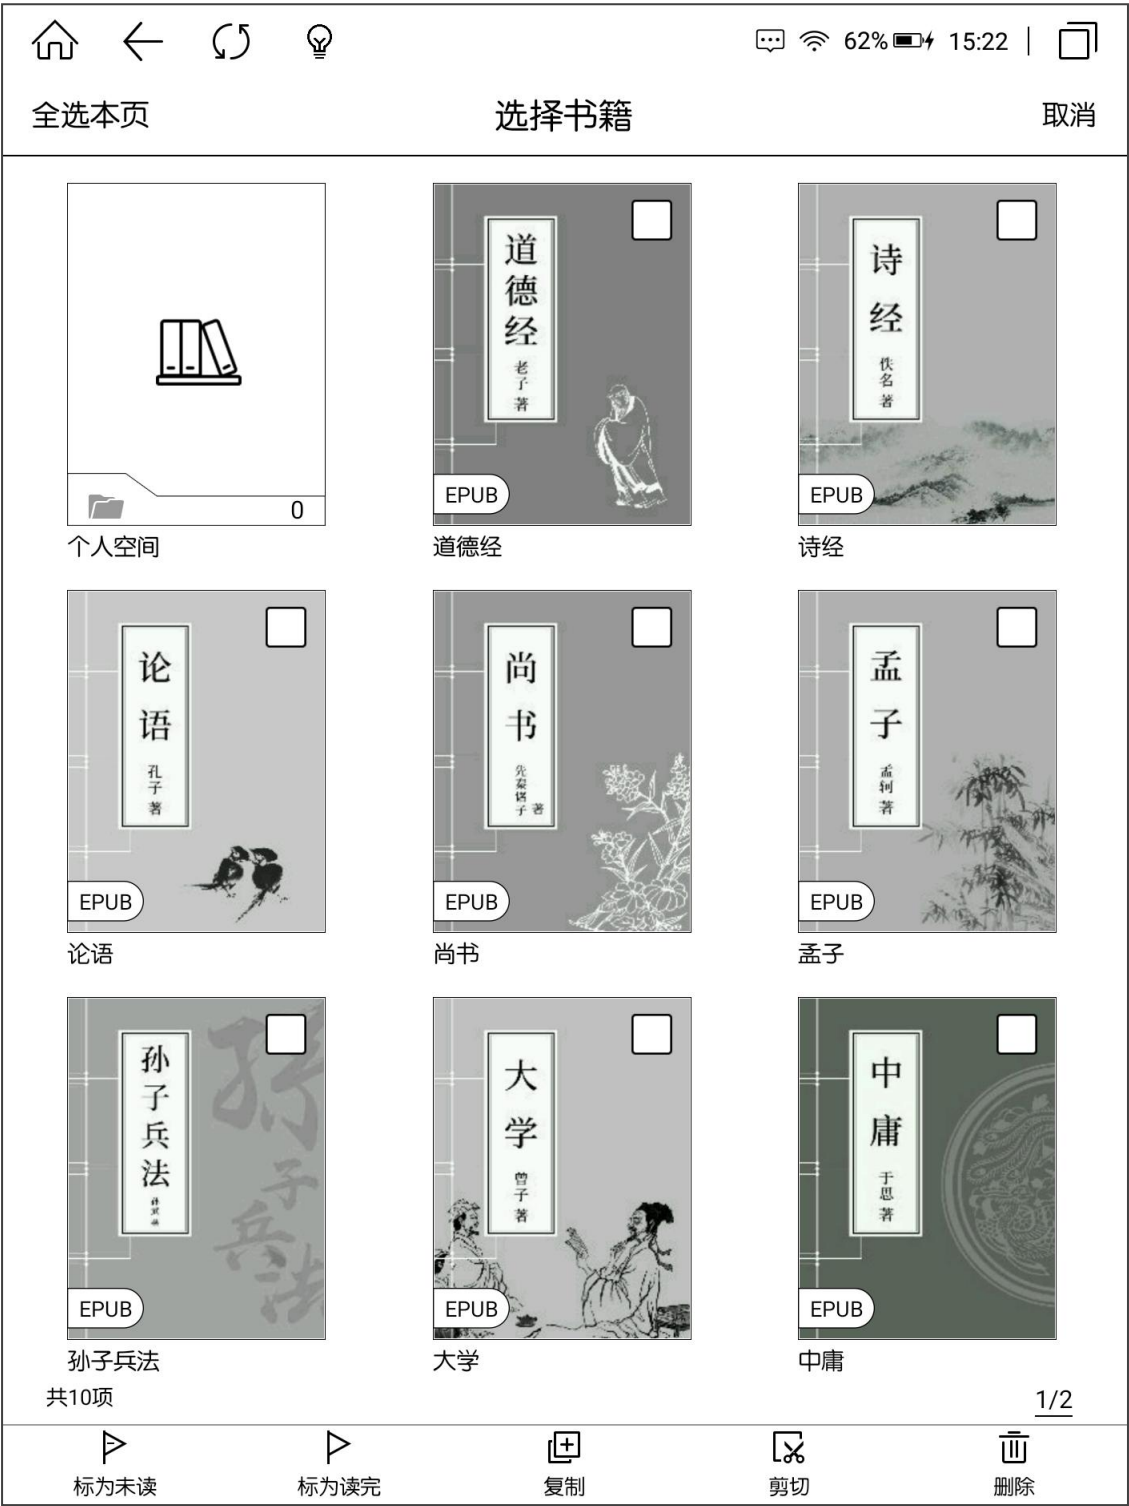 62% 15:22
全选本页 选择书籍 取消
0
个人空间
道德经
老子著
EPUB
道德经
诗经
佚名著
EPUB
诗经
论语
孔子著
EPUB
论语
尚书
先秦诸子著
EPUB
尚书
孟子
孟轲著
EPUB
孟子
孙子兵法
孫子兵法
EPUB
孙子兵法
大学
曾子著
EPUB
大学
中庸
于思著
EPUB
中庸
共10项 1/2
标为未读 标为读完 复制 剪切 删除